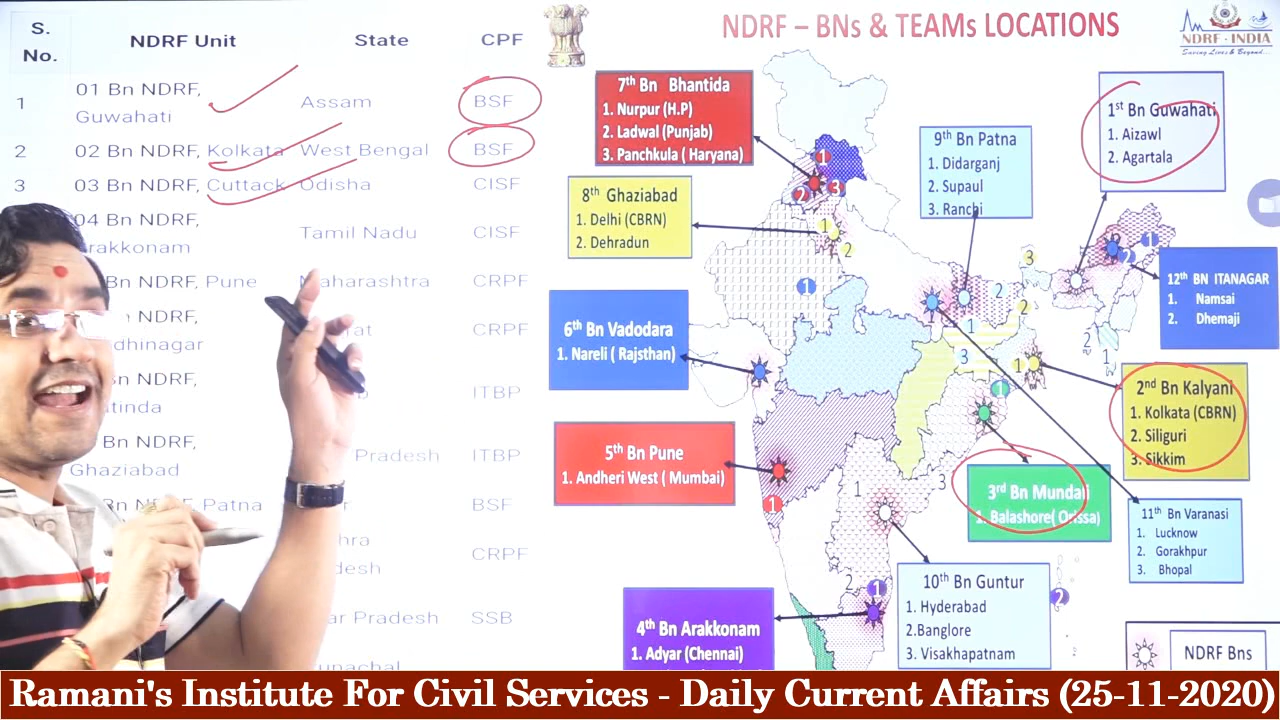 S. No.
NDRF Unit
State
CPF
1
01 Bn NDRF, Guwahati
Assam
BSF
2
02 Bn NDRF, Kolkata
West Bengal
BSF
3
03 Bn NDRF, Cuttack
Odisha
CISF
04 Bn NDRF,
Tamil Nadu
CISF
Bn NDRF, Pune
CRPF
NDRF,
CRPF
NDRF,
ITBP
Bn NDRF, Ghaziabad
Pradesh
ITBP
Patna
BSF
CRPF
Pradesh
SSB
NDRF – BNs & TEAMs LOCATIONS
NDRF - INDIA
Saving Lives & Beyond...
7th Bn Bhantida
1. Nurpur (H.P)
2. Ladwal (Punjab)
3. Panchkula ( Haryana)
8th Ghaziabad
1. Delhi (CBRN)
2. Dehradun
9th Bn Patna
1. Didarganj
2. Supaul
3. Ranchi
1st Bn Guwahati
1. Aizawl
2. Agartala
12th BN ITANAGAR
1. Namsai
2. Dhemaji
6th Bn Vadodara
1. Nareli ( Rajsthan)
2nd Bn Kalyani
1. Kolkata (CBRN)
2. Siliguri
3. Sikkim
5th Bn Pune
1. Andheri West ( Mumbai)
3rd Bn Mundali
1. Balashore( Orissa)
11th Bn Varanasi
1. Lucknow
2. Gorakhpur
3. Bhopal
10th Bn Guntur
1. Hyderabad
2.Banglore
3. Visakhapatnam
4th Bn Arakkonam
1. Adyar (Chennai)
NDRF Bns
Ramani's Institute For Civil Services - Daily Current Affairs (25-11-2020)